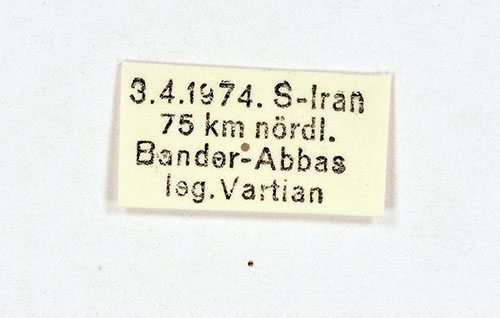 3.4.1974. S-Iran
75 km nördl.
Bander-Abbas
leg. Vartian